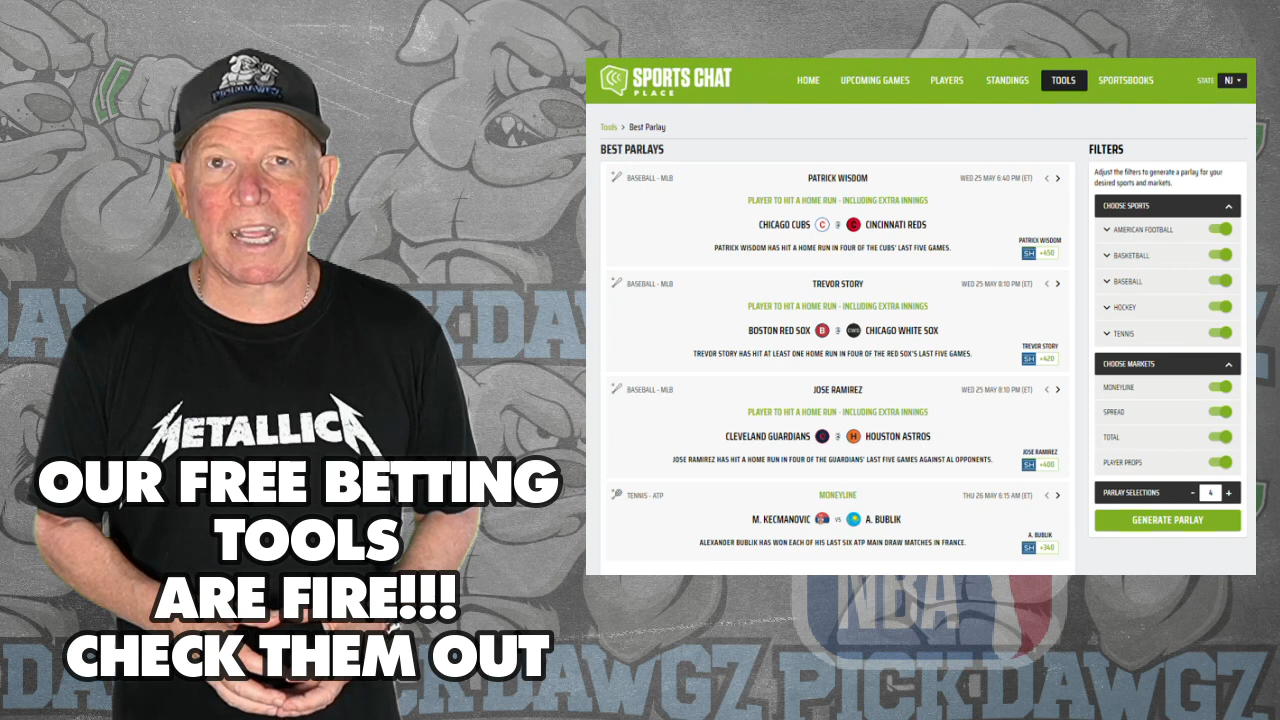 PICKDAWGZ
METALLICA
OUR FREE BETTING
TOOLS
ARE FIRE!!!
CHECK THEM OUT
SPORTS CHAT
PLACE
HOME UPCOMING GAMES PLAYERS STANDINGS TOOLS SPORTSBOOKS STATE NJ
Tools > Best Parlay
BEST PARLAYS
BASEBALL - MLB PATRICK WISDOM WED 25 MAY 6:40 PM (ET)
PLAYER TO HIT A HOME RUN - INCLUDING EXTRA INNINGS
CHICAGO CUBS C @ C CINCINNATI REDS
PATRICK WISDOM HAS HIT A HOME RUN IN FOUR OF THE CUBS' LAST FIVE GAMES.
PATRICK WISDOM
SH +450
BASEBALL - MLB TREVOR STORY WED 25 MAY 8:10 PM (ET)
PLAYER TO HIT A HOME RUN - INCLUDING EXTRA INNINGS
BOSTON RED SOX B @ CWS CHICAGO WHITE SOX
TREVOR STORY HAS HIT AT LEAST ONE HOME RUN IN FOUR OF THE RED SOX'S LAST FIVE GAMES.
TREVOR STORY
SH +420
BASEBALL - MLB JOSE RAMIREZ WED 25 MAY 8:10 PM (ET)
PLAYER TO HIT A HOME RUN - INCLUDING EXTRA INNINGS
CLEVELAND GUARDIANS C @ H HOUSTON ASTROS
JOSE RAMIREZ HAS HIT A HOME RUN IN FOUR OF THE GUARDIANS' LAST FIVE GAMES AGAINST AL OPPONENTS.
JOSE RAMIREZ
SH +400
TENNIS - ATP MONEYLINE THU 26 MAY 6:15 AM (ET)
M. KECMANOVIC VS A. BUBLIK
ALEXANDER BUBLIK HAS WON EACH OF HIS LAST SIX ATP MAIN DRAW MATCHES IN FRANCE.
A. BUBLIK
SH +340
FILTERS
Adjust the filters to generate a parlay for your
desired sports and markets.
CHOOSE SPORTS
AMERICAN FOOTBALL
BASKETBALL
BASEBALL
HOCKEY
TENNIS
CHOOSE MARKETS
MONEYLINE
SPREAD
TOTAL
PLAYER PROPS
PARLAY SELECTIONS - 4 +
GENERATE PARLAY
NBA
PICKDAWGZ
PICKDAWGZ